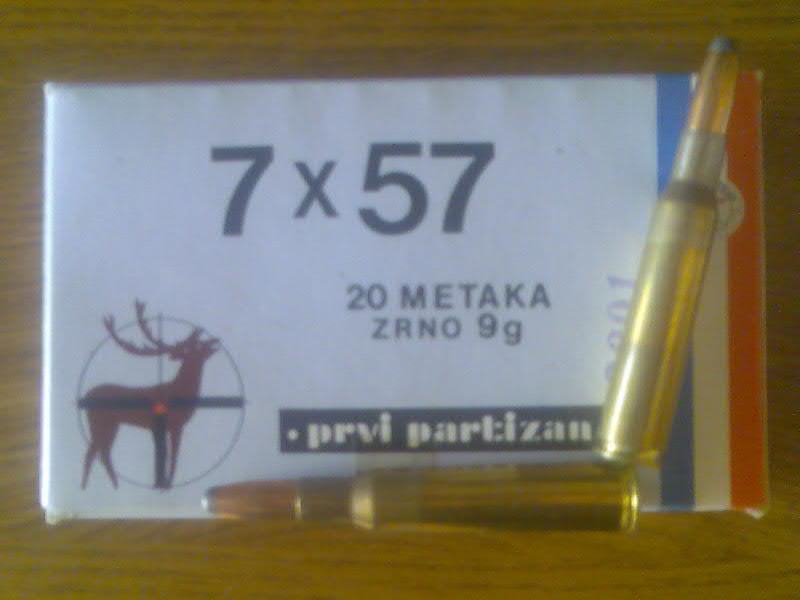 7 x 57
20 METAKA
ZRNO 9g
• prvi partizan